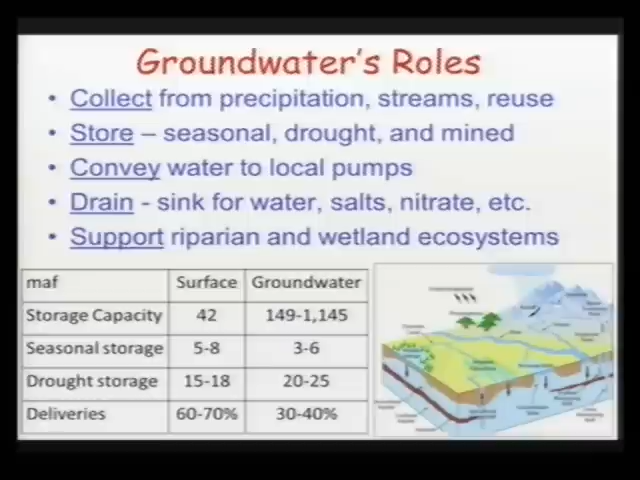 Groundwater's Roles
• Collect from precipitation, streams, reuse
• Store – seasonal, drought, and mined
• Convey water to local pumps
• Drain - sink for water, salts, nitrate, etc.
• Support riparian and wetland ecosystems
maf Surface Groundwater
Storage Capacity 42 149-1,145
Seasonal storage 5-8 3-6
Drought storage 15-18 20-25
Deliveries 60-70% 30-40%